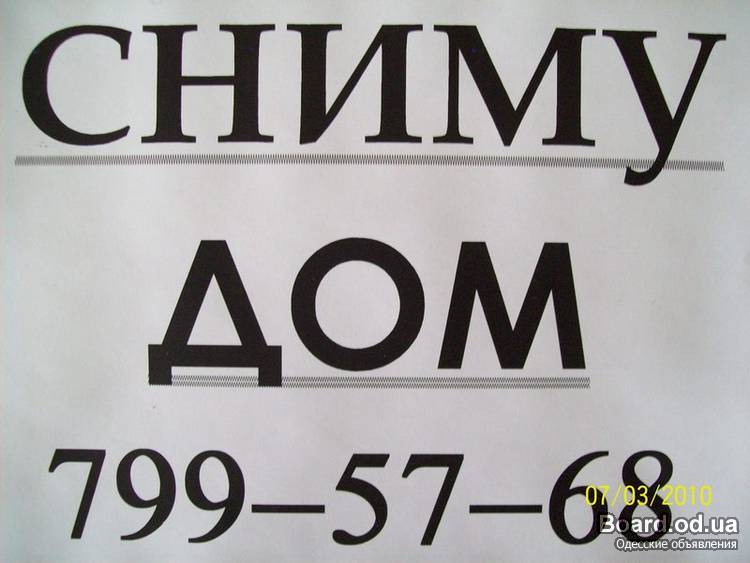 СНИМУ
ДОМ
799—57—68
07/03/2010
Board.od.ua
Одесские объявления